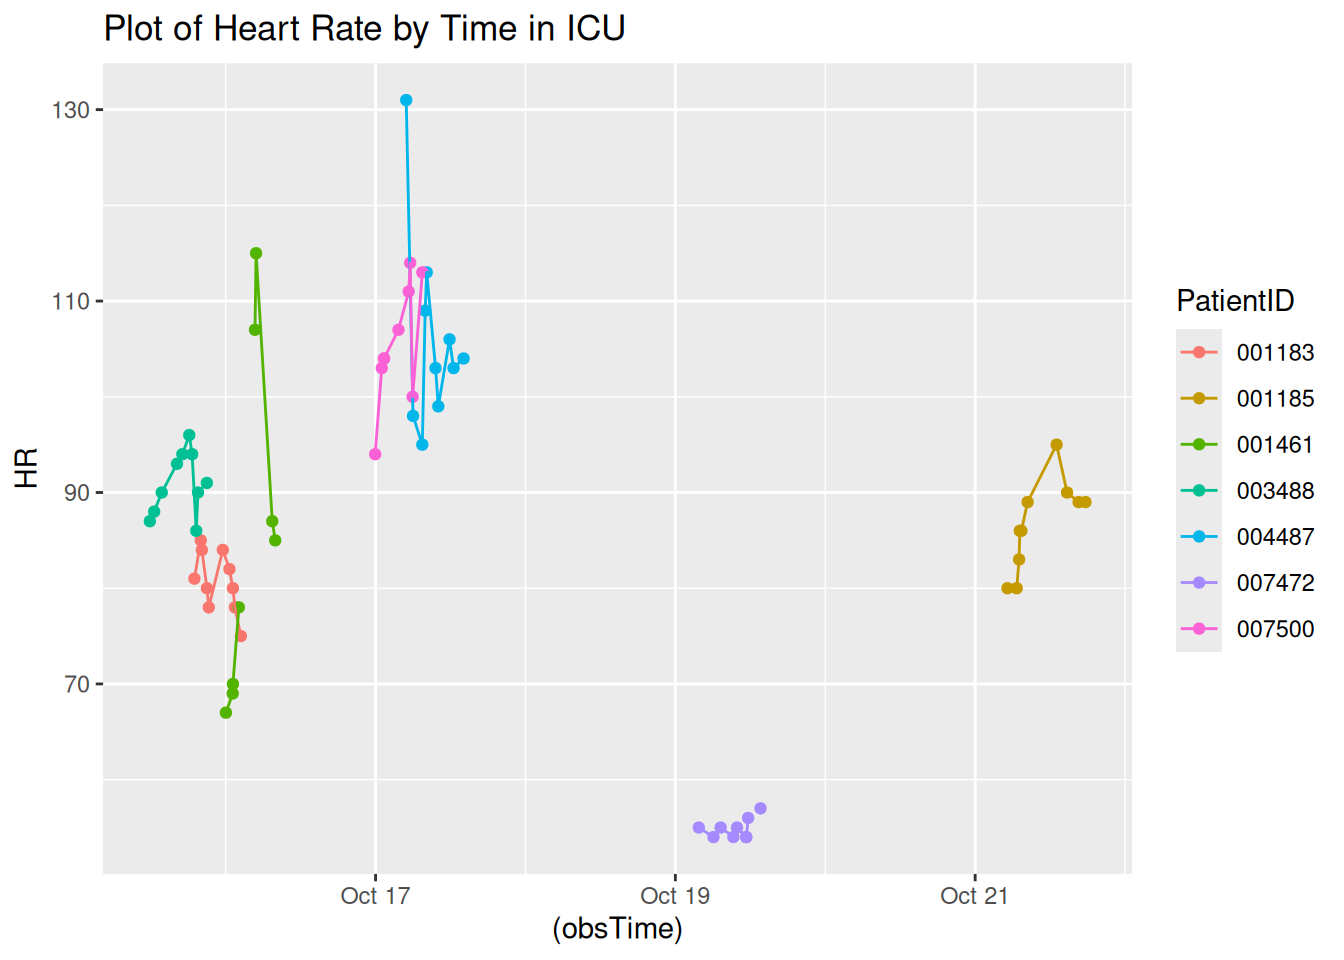 Plot of Heart Rate by Time in ICU
130
110
90
70
HR
Oct 17
Oct 19
Oct 21
(obsTime)
PatientID
001183
001185
001461
003488
004487
007472
007500